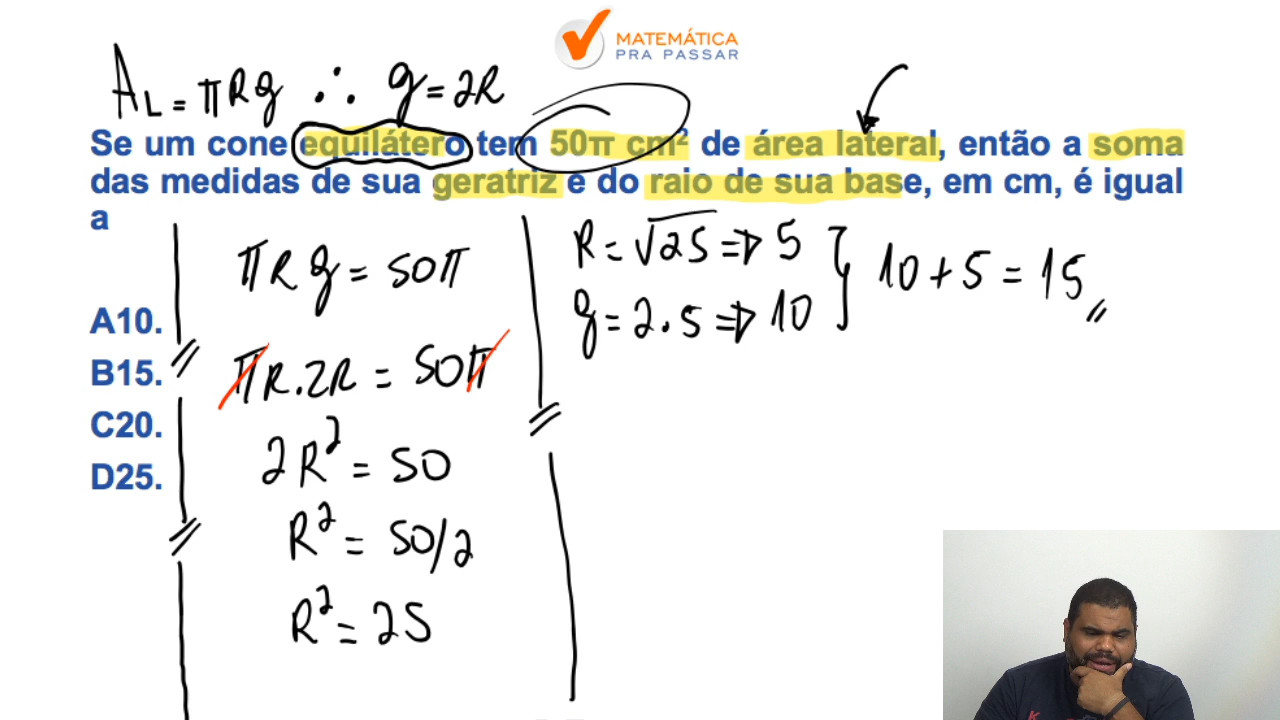 MATEMÁTICA
PRA PASSAR
AL = πRg ∴ g = 2R
Se um cone equilátero tem 50π cm² de área lateral, então a soma
das medidas de sua geratriz e do raio de sua base, em cm, é igual
a
A10.
B15.
C20.
D25.
πRg = 50π
πR.2R = 50π
2R² = 50
R² = 50/2
R² = 25
R = √25 ⇒ 5
g = 2.5 ⇒ 10
} 10 + 5 = 15